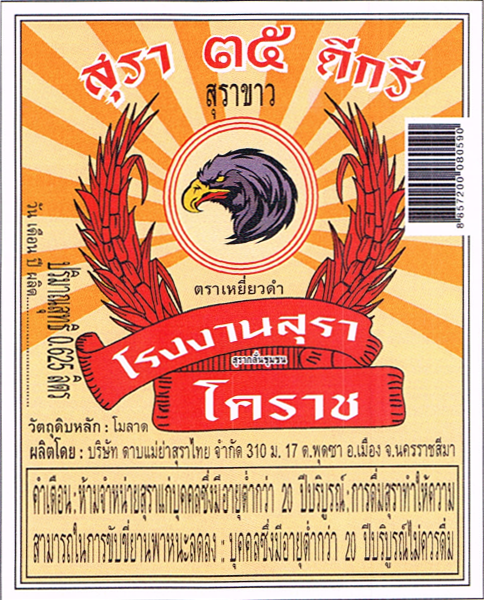 สุรา ๓๕ ดีกรี
สุราขาว
8 857200 080590
ตราเหยี่ยวดำ
วัน เดือน ปี ผลิต........................
ปริมาณสุทธิ 0.625 ลิตร
โรงงานสุรา
สุรากลั่นชุมชน
โคราช
วัตถุดิบหลัก : โมลาด
ผลิตโดย : บริษัท ดาบแม่ย่าสุราไทย จำกัด 310 ม. 17 ต.พุดซา อ.เมือง จ.นครราชสีมา
คำเตือน : ห้ามจำหน่ายสุราแก่บุคคลซึ่งมีอายุต่ำกว่า 20 ปีบริบูรณ์ : การดื่มสุราทำให้ความ
สามารถในการขับขี่ยานพาหนะลดลง : บุคคลซึ่งมีอายุต่ำกว่า 20 ปีบริบูรณ์ไม่ควรดื่ม